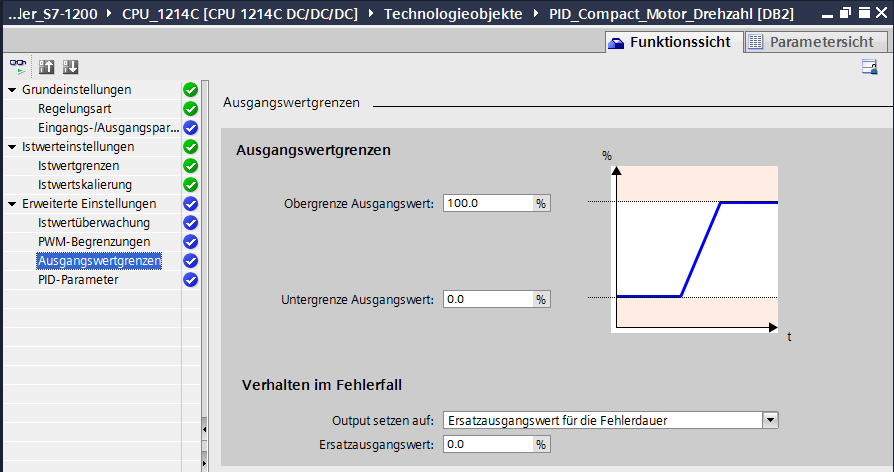 ...ler_S7-1200 ▸ CPU_1214C [CPU 1214C DC/DC/DC] ▸ Technologieobjekte ▸ PID_Compact_Motor_Drehzahl [DB2]
Funktionssicht
Parametersicht
Grundeinstellungen
Regelungsart
Eingangs-/Ausgangspar...
Istwerteinstellungen
Istwertgrenzen
Istwertskalierung
Erweiterte Einstellungen
Istwertüberwachung
PWM-Begrenzungen
Ausgangswertgrenzen
PID-Parameter
Ausgangswertgrenzen
Ausgangswertgrenzen
Obergrenze Ausgangswert: 100.0 %
Untergrenze Ausgangswert: 0.0 %
%
t
Verhalten im Fehlerfall
Output setzen auf: Ersatzausgangswert für die Fehlerdauer
Ersatzausgangswert: 0.0 %